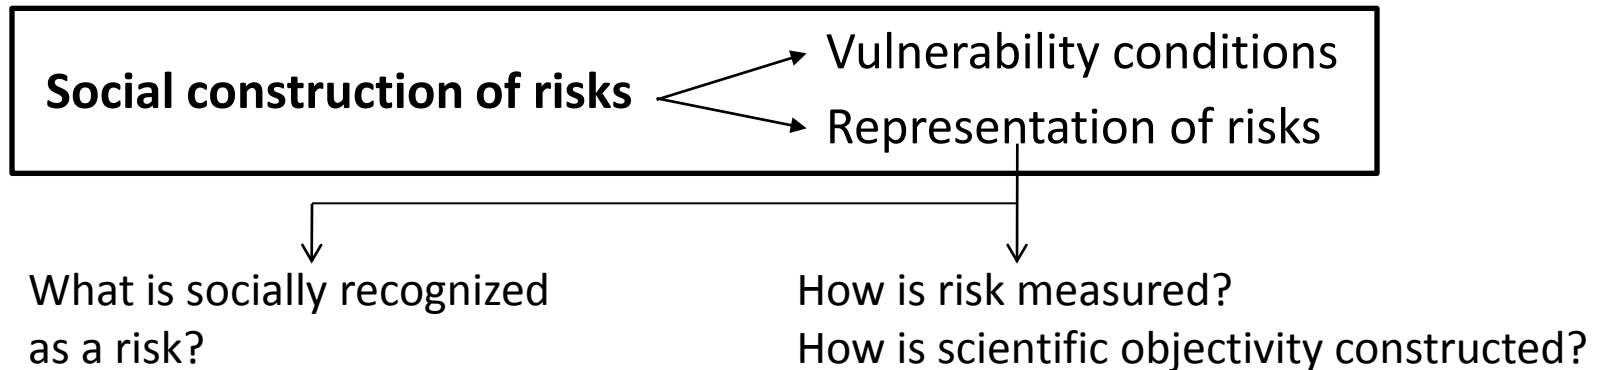 Social construction of risks
Vulnerability conditions
Representation of risks
What is socially recognized
as a risk?
How is risk measured?
How is scientific objectivity constructed?